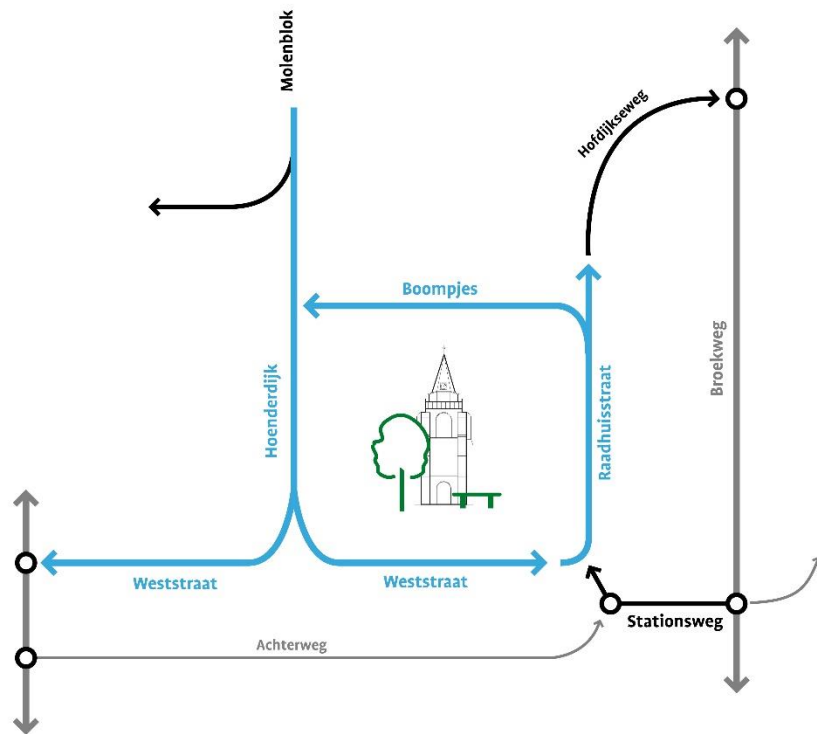 Molenblok
Hofdijkseweg
Boompjes
Hoenderdijk
Raadhuisstraat
Broekweg
Weststraat
Weststraat
Stationsweg
Achterweg